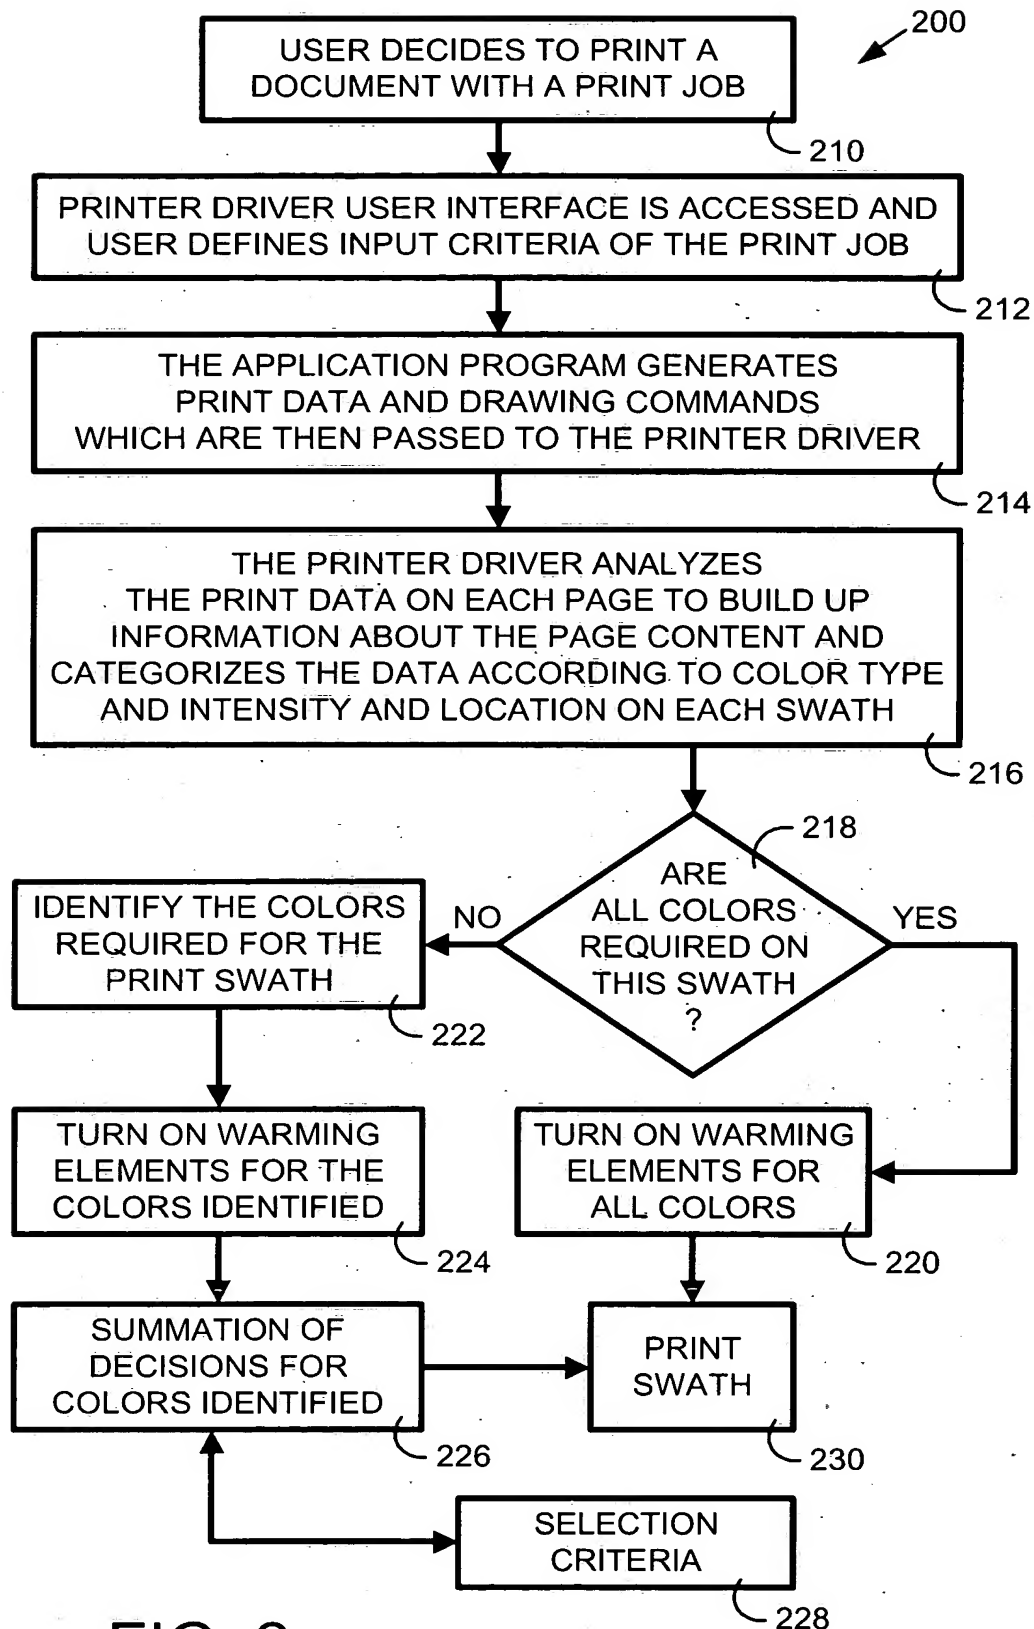 200
USER DECIDES TO PRINT A
DOCUMENT WITH A PRINT JOB
210
PRINTER DRIVER USER INTERFACE IS ACCESSED AND
USER DEFINES INPUT CRITERIA OF THE PRINT JOB
212
THE APPLICATION PROGRAM GENERATES
PRINT DATA AND DRAWING COMMANDS
WHICH ARE THEN PASSED TO THE PRINTER DRIVER
214
THE PRINTER DRIVER ANALYZES
THE PRINT DATA ON EACH PAGE TO BUILD UP
INFORMATION ABOUT THE PAGE CONTENT AND
CATEGORIZES THE DATA ACCORDING TO COLOR TYPE
AND INTENSITY AND LOCATION ON EACH SWATH
216
218
ARE
ALL COLORS
REQUIRED ON
THIS SWATH
?
NO
YES
IDENTIFY THE COLORS
REQUIRED FOR THE
PRINT SWATH
222
TURN ON WARMING
ELEMENTS FOR THE
COLORS IDENTIFIED
224
TURN ON WARMING
ELEMENTS FOR
ALL COLORS
220
SUMMATION OF
DECISIONS FOR
COLORS IDENTIFIED
226
PRINT
SWATH
230
SELECTION
CRITERIA
228
FIG.